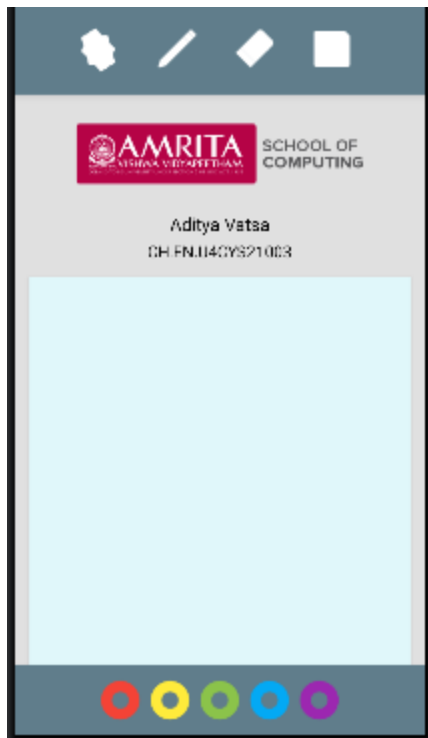 AMRITA
VISHWA VIDYAPEETHAM
SCHOOL OF
COMPUTING
Aditya Vatsa
CH.EN.U4CYS21003